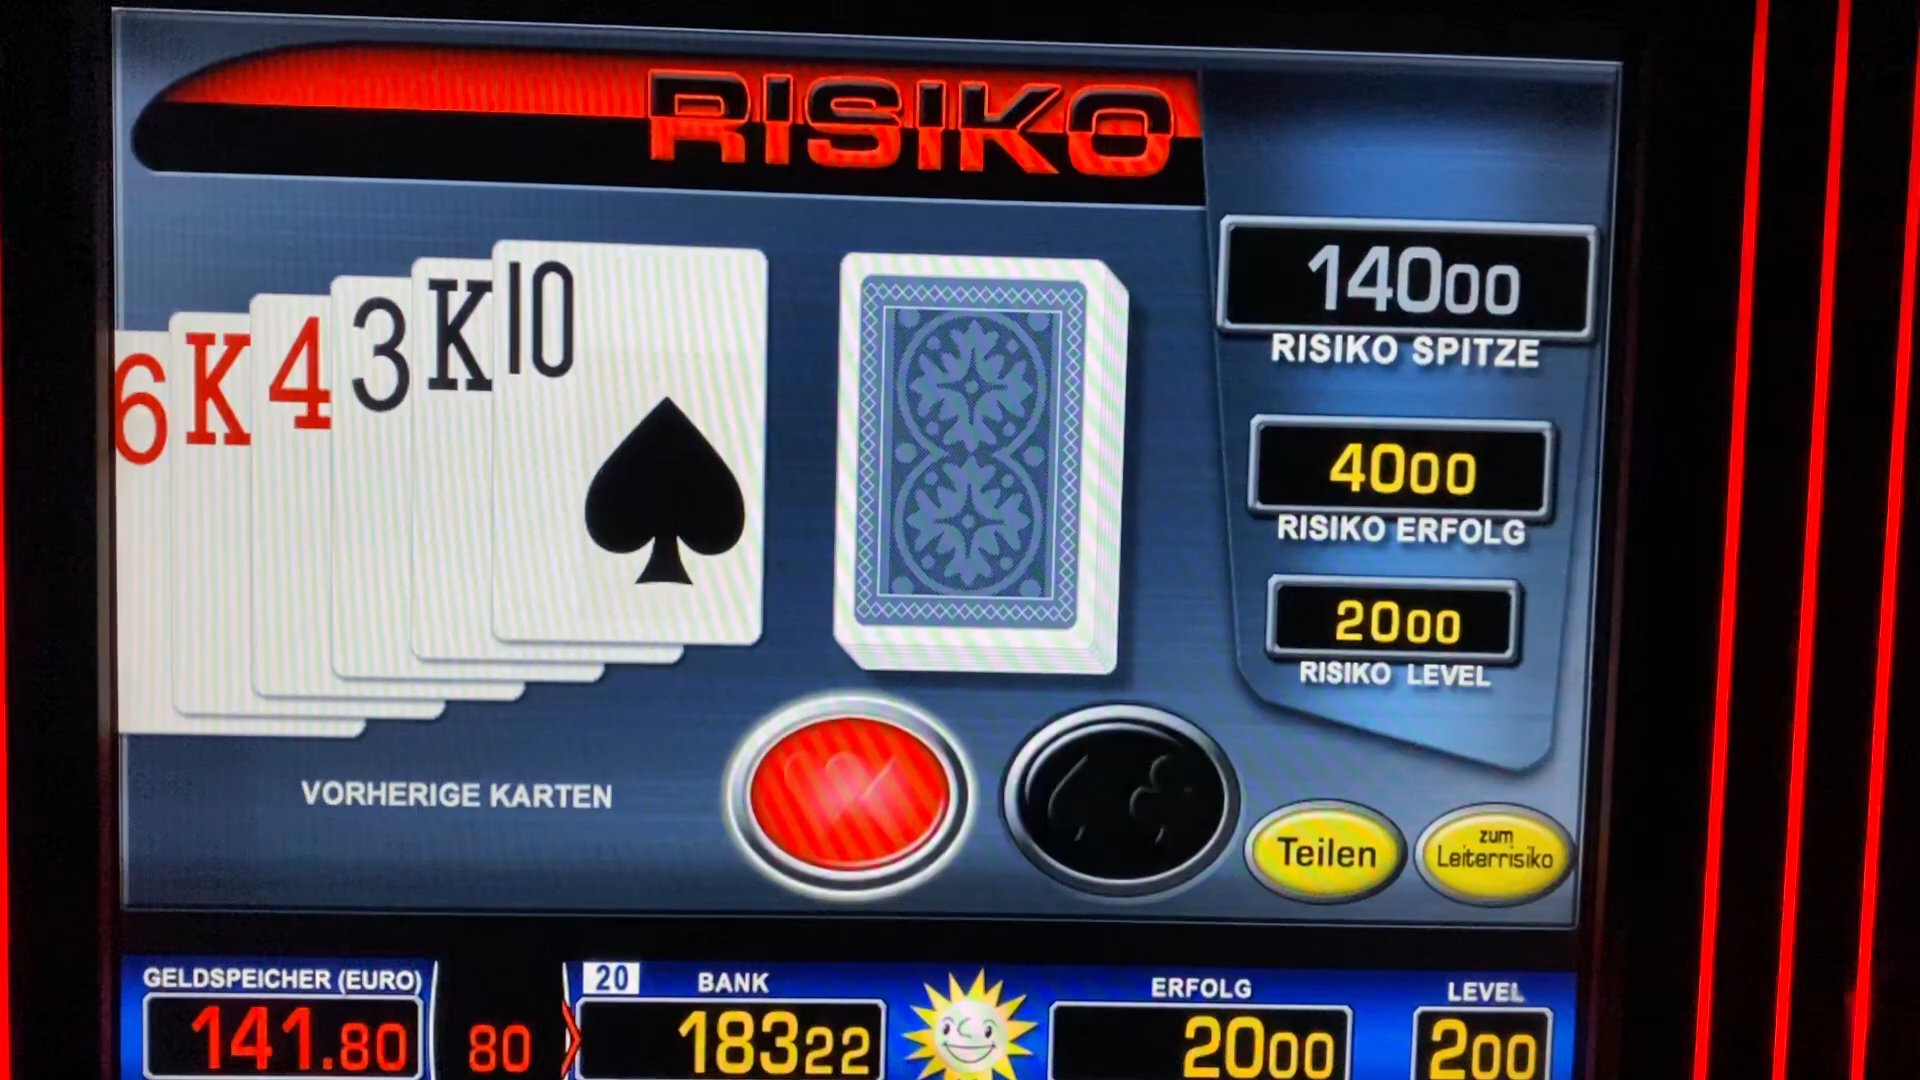 RISIKO
6 K 4 3 K 10
14000
RISIKO SPITZE
4000
RISIKO ERFOLG
2000
RISIKO LEVEL
VORHERIGE KARTEN
Teilen
zum
Leiterrisiko
GELDSPEICHER (EURO)
141.80
80
20
BANK
18322
ERFOLG
2000
LEVEL
200